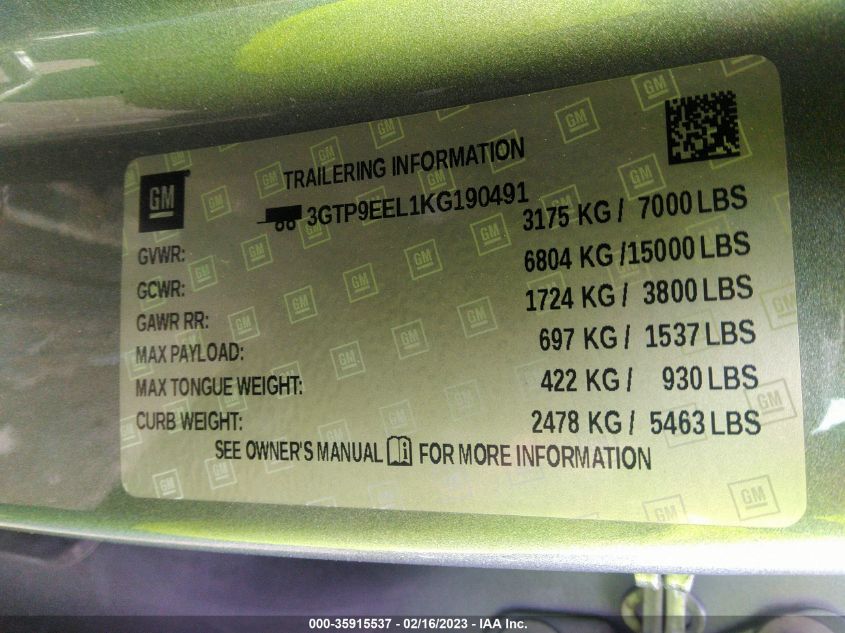 GM
TRAILERING INFORMATION
3GTP9EEL1KG190491
GVWR: 3175 KG / 7000 LBS
GCWR: 6804 KG /15000 LBS
GAWR RR: 1724 KG / 3800 LBS
MAX PAYLOAD: 697 KG / 1537 LBS
MAX TONGUE WEIGHT: 422 KG / 930 LBS
CURB WEIGHT: 2478 KG / 5463 LBS
SEE OWNER'S MANUAL FOR MORE INFORMATION
000-35915537 - 02/16/2023 - IAA Inc.